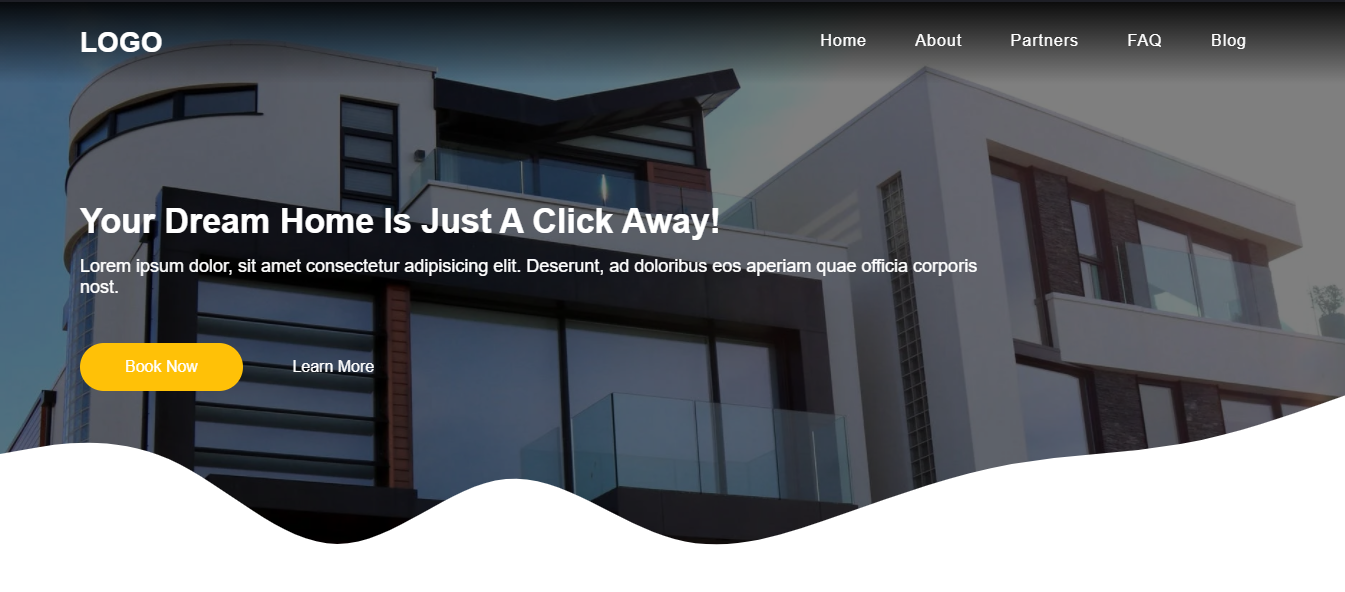 LOGO
Home
About
Partners
FAQ
Blog
Your Dream Home Is Just A Click Away!
Lorem ipsum dolor, sit amet consectetur adipisicing elit. Deserunt, ad doloribus eos aperiam quae officia corporis
nost.
Book Now
Learn More